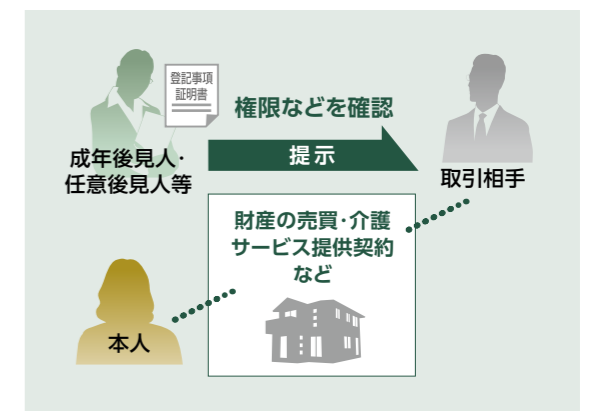 登記事項
証明書
権限などを確認
提示
成年後見人・
任意後見人等
取引相手
財産の売買・介護
サービス提供契約
など
本人